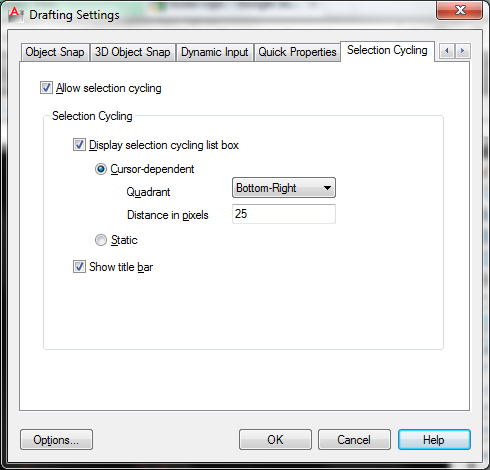 Drafting Settings
Object Snap 3D Object Snap Dynamic Input Quick Properties Selection Cycling
Allow selection cycling
Selection Cycling
Display selection cycling list box
Cursor-dependent
Quadrant Bottom-Right
Distance in pixels 25
Static
Show title bar
Options... OK Cancel Help